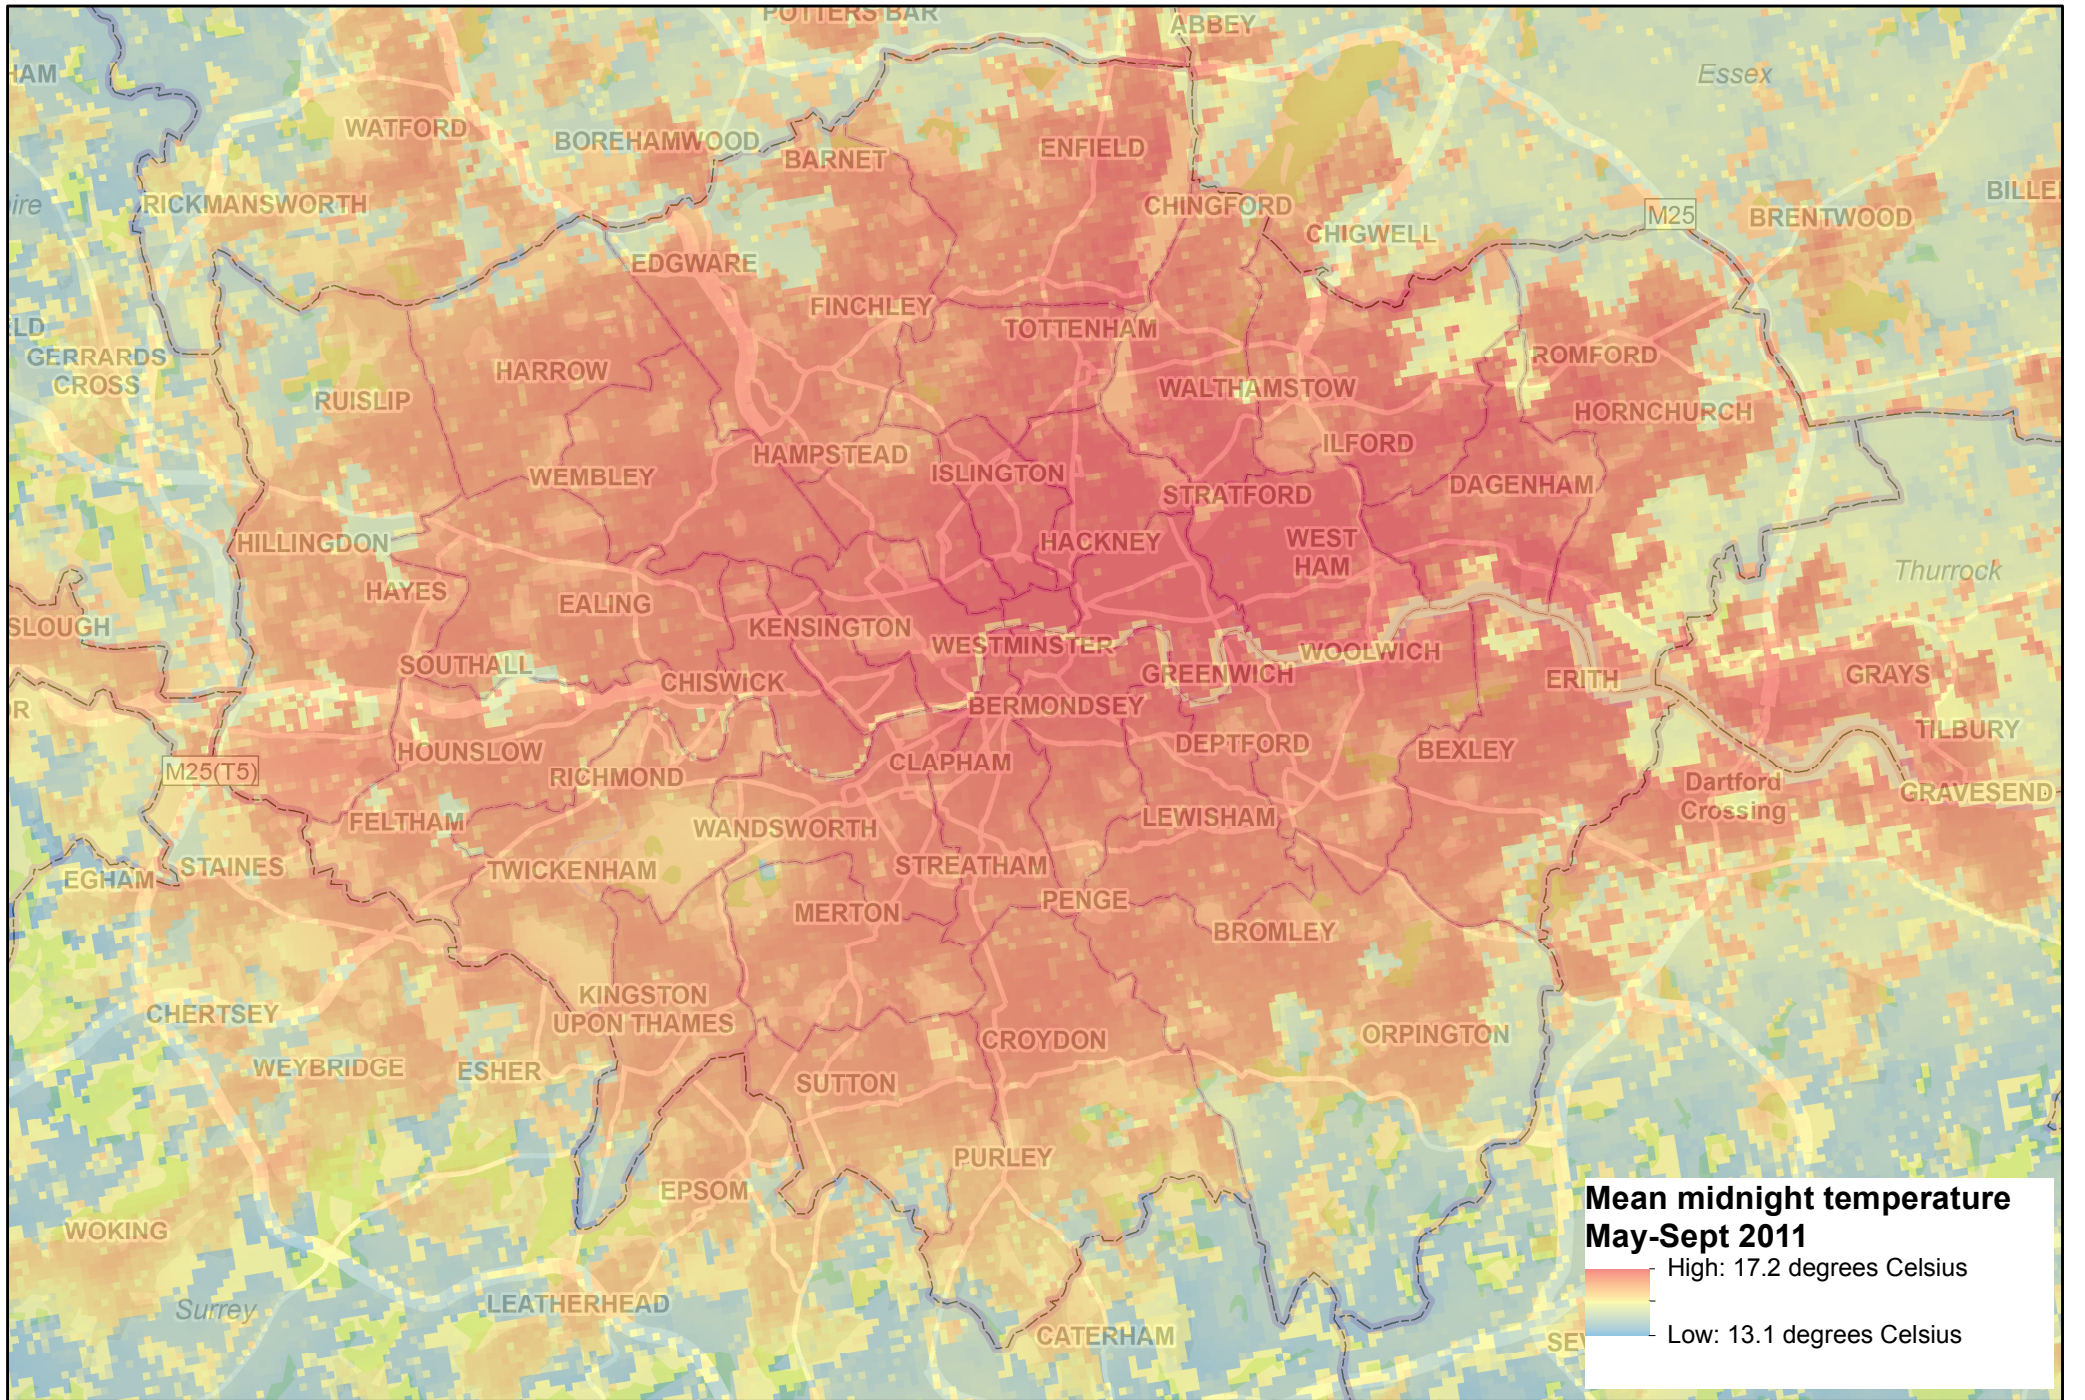 POTTERS BAR
ABBEY
HAM
Essex
WATFORD
BOREHAMWOOD
BARNET
ENFIELD
RICKMANSWORTH
ire
CHINGFORD
CHIGWELL
M25
BRENTWOOD
BILLE
EDGWARE
FINCHLEY
TOTTENHAM
ELD
GERRARDS
CROSS
HARROW
RUISLIP
WALTHAMSTOW
ROMFORD
HORNCHURCH
HAMPSTEAD
ISLINGTON
ILFORD
WEMBLEY
STRATFORD
DAGENHAM
HILLINGDON
HACKNEY
WEST
HAM
Thurrock
HAYES
EALING
SLOUGH
KENSINGTON
WESTMINSTER
WOOLWICH
SOUTHALL
CHISWICK
GREENWICH
ERITH
GRAYS
R
BERMONDSEY
TILBURY
HOUNSLOW
DEPTFORD
BEXLEY
M25(T5)
RICHMOND
CLAPHAM
Dartford
Crossing
GRAVESEND
FELTHAM
WANDSWORTH
LEWISHAM
EGHAM
STAINES
TWICKENHAM
STREATHAM
MERTON
PENGE
BROMLEY
KINGSTON
UPON THAMES
CHERTSEY
CROYDON
ORPINGTON
WEYBRIDGE
ESHER
SUTTON
PURLEY
EPSOM
WOKING
Surrey
LEATHERHEAD
CATERHAM
SEV
Mean midnight temperature
May-Sept 2011
High: 17.2 degrees Celsius
Low: 13.1 degrees Celsius